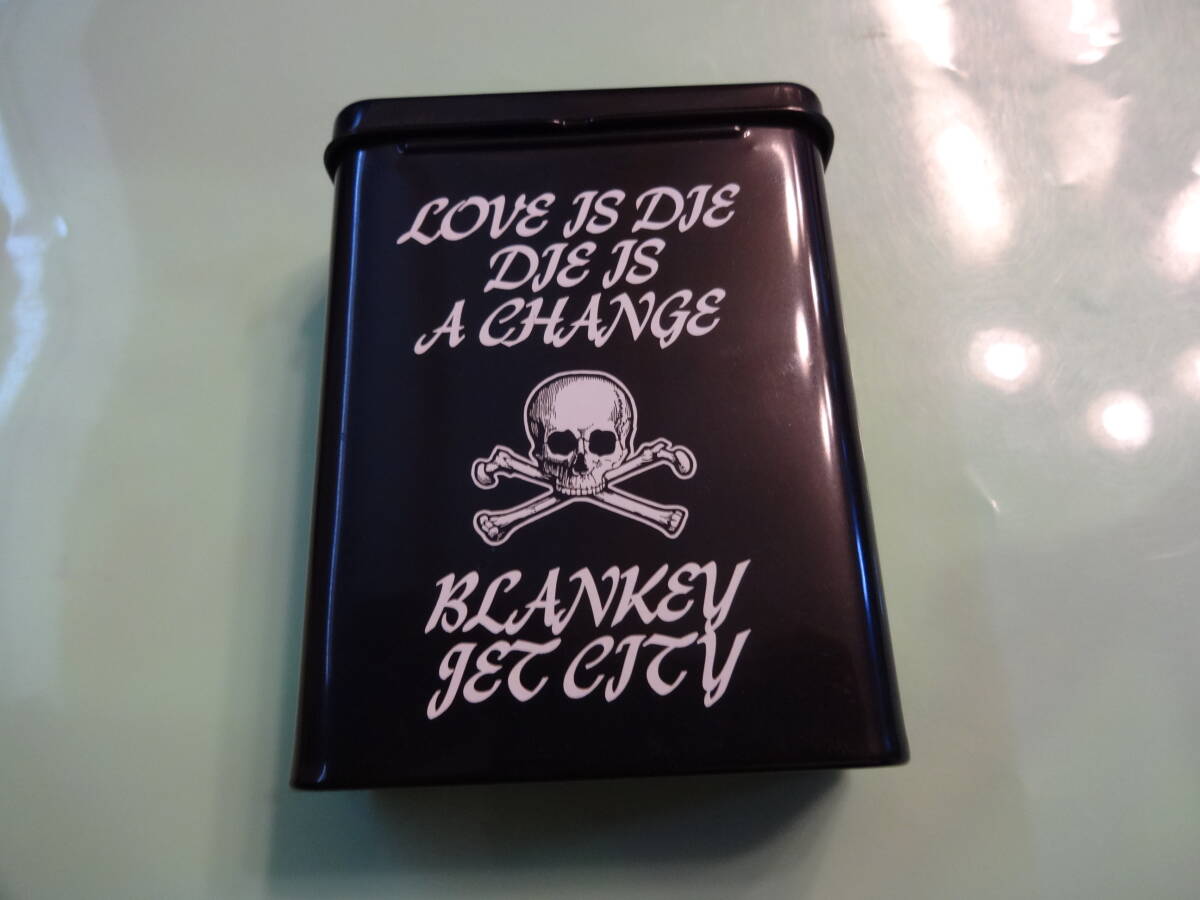 LOVE IS DIE
DIE IS
A CHANGE
BLANKEY
JET CITY